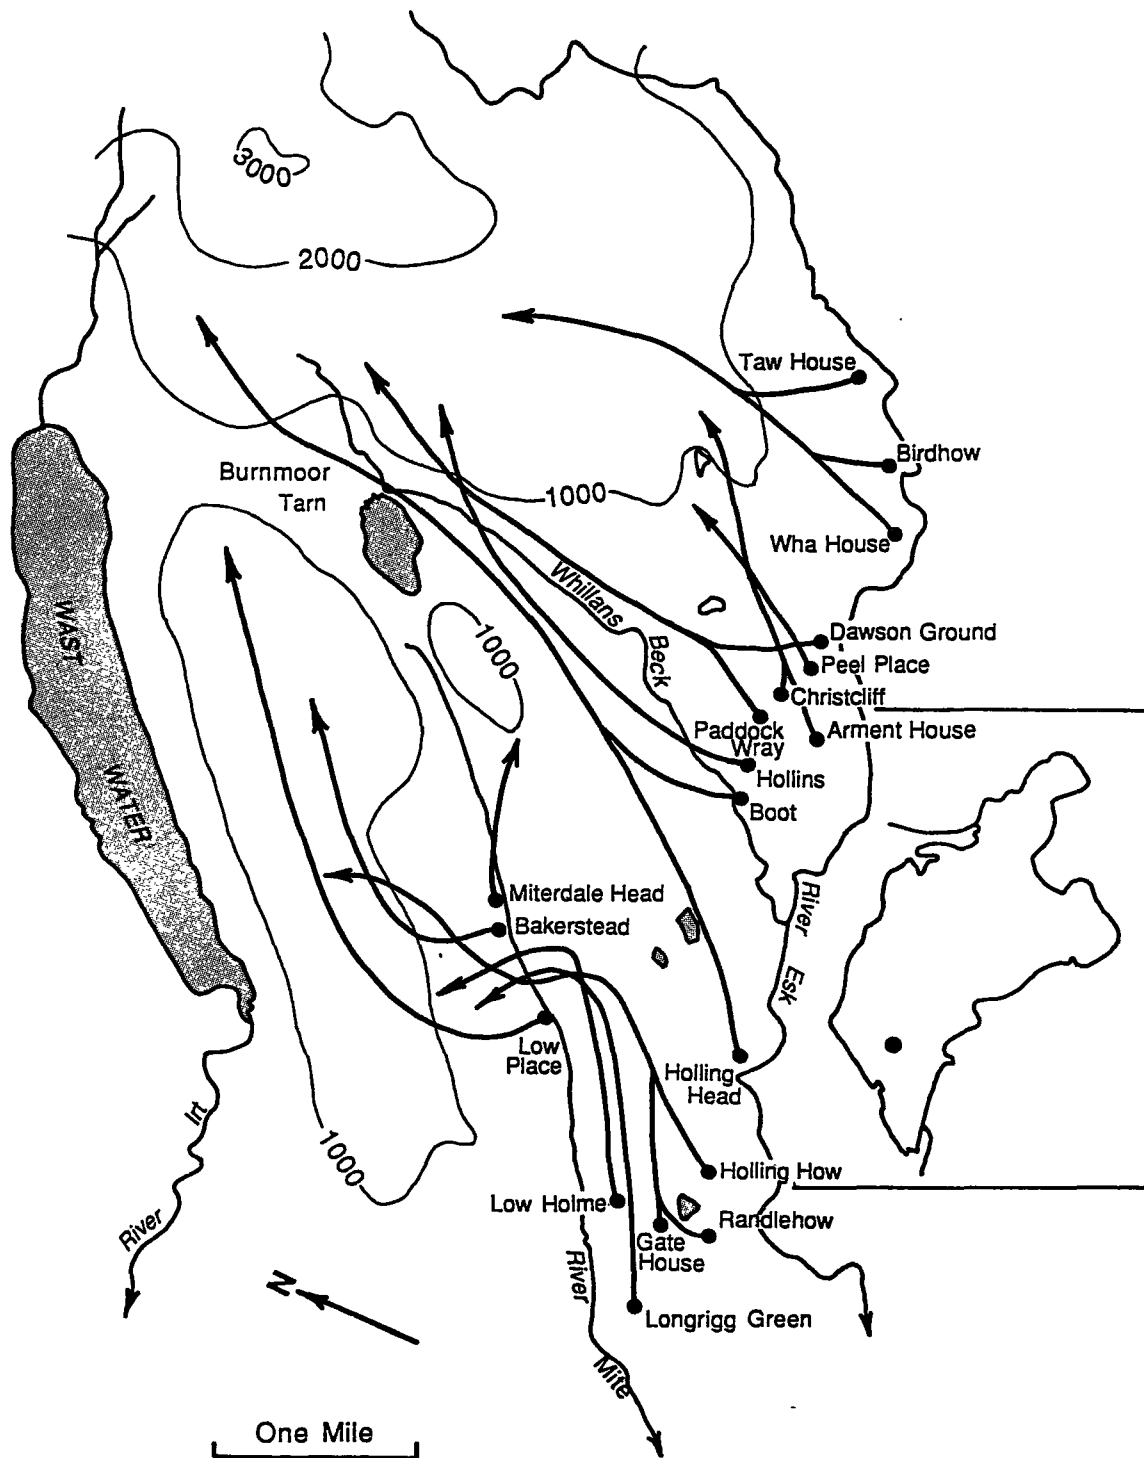 3000
2000
Taw House
Birdhow
Burnmoor
Tarn
1000
Wha House
Whillans
Beck
WAST
WATER
1000
Dawson Ground
Peel Place
Christcliff
Paddock
Wray
Arment House
Hollins
Boot
Miterdale Head
Bakerstead
River
Esk
Low
Place
Holling
Head
Irt
River
1000
Holling How
Low Holme
Randlehow
Gate
House
River
Mite
N
Longrigg Green
One Mile